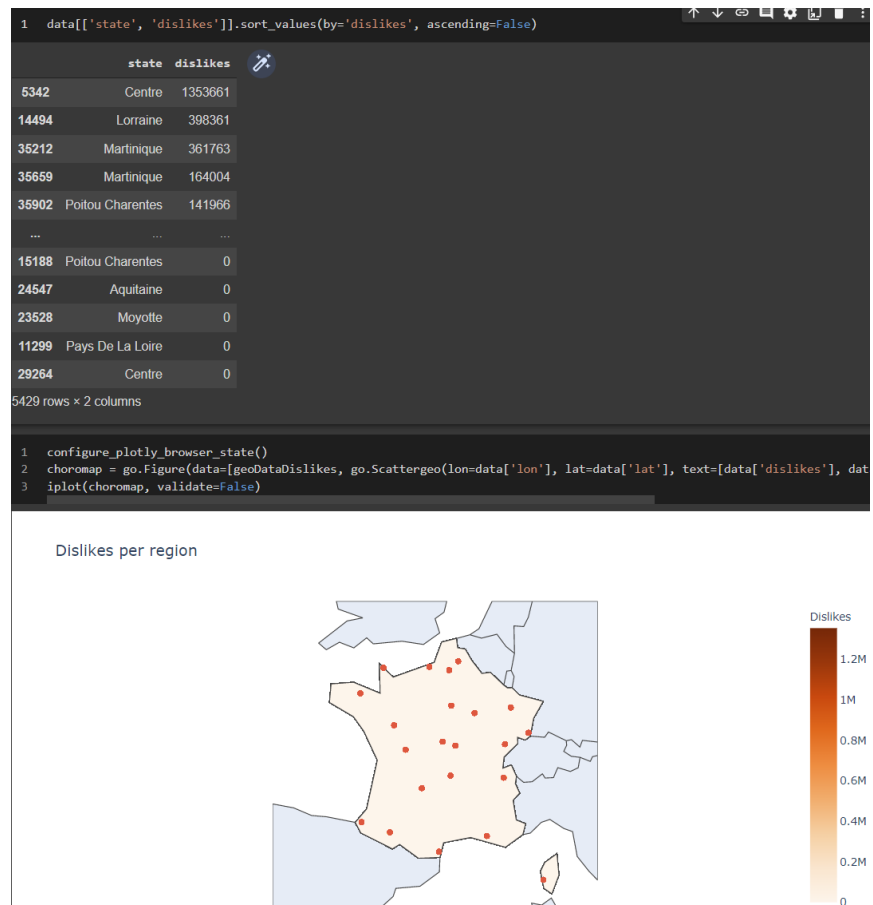 1 data[['state', 'dislikes']].sort_values(by='dislikes', ascending=False)
state dislikes
5342 Centre 1353661
14494 Lorraine 398361
35212 Martinique 361763
35659 Martinique 164004
35902 Poitou Charentes 141966
... ... ...
15188 Poitou Charentes 0
24547 Aquitaine 0
23528 Moyotte 0
11299 Pays De La Loire 0
29264 Centre 0
5429 rows × 2 columns
1 configure_plotly_browser_state()
2 choromap = go.Figure(data=[geoDataDislikes, go.Scattergeo(lon=data['lon'], lat=data['lat'], text=[data['dislikes'], dat
3 iplot(choromap, validate=False)
Dislikes per region
Dislikes
1.2M
1M
0.8M
0.6M
0.4M
0.2M
0